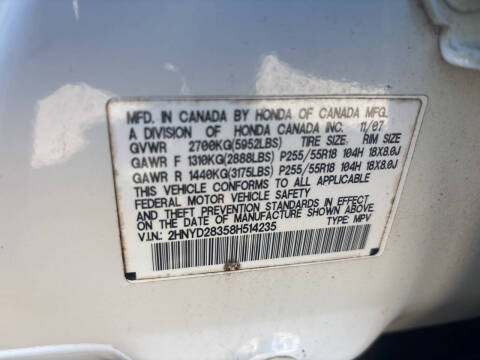 MFD. IN CANADA BY HONDA OF CANADA MFG.
A DIVISION OF HONDA CANADA INC. 11/07
GVWR 2700KG(5952LBS) TIRE SIZE RIM SIZE
GAWR F 1310KG(2888LBS) P255/55R18 104H 18X8.0J
GAWR R 1440KG(3175LBS) P255/55R18 104H 18X8.0J
THIS VEHICLE CONFORMS TO ALL APPLICABLE
FEDERAL MOTOR VEHICLE SAFETY
AND THEFT PREVENTION STANDARDS IN EFFECT
ON THE DATE OF MANUFACTURE SHOWN ABOVE.
V.I.N.: 2HNYD28358H514235 TYPE: MPV